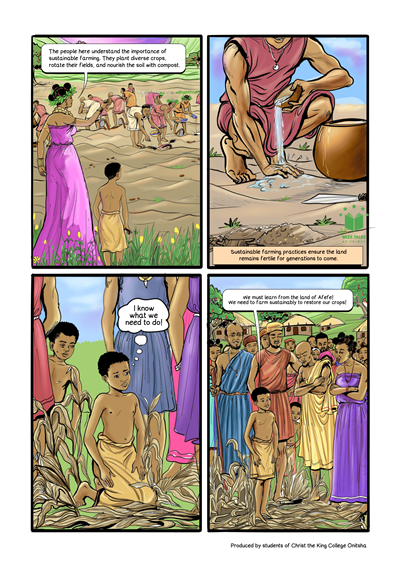 The people here understand the importance of
sustainable farming. They plant diverse crops,
rotate their fields, and nourish the soil with compost.
Sustainable farming practices ensure the land
remains fertile for generations to come.
I know
what we
need to do!
We must learn from the land of Afefe!
We need to farm sustainably to restore our crops!
Produced by students of Christ the King College Onitsha